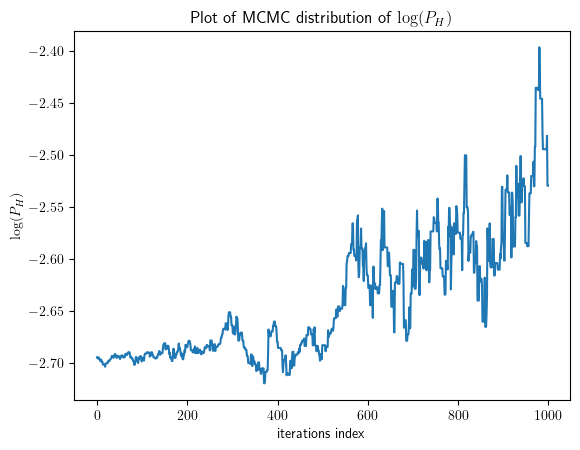 Plot of MCMC distribution of log(P_H)
−2.40
−2.45
−2.50
−2.55
−2.60
−2.65
−2.70
log(P_H)
0 200 400 600 800 1000
iterations index